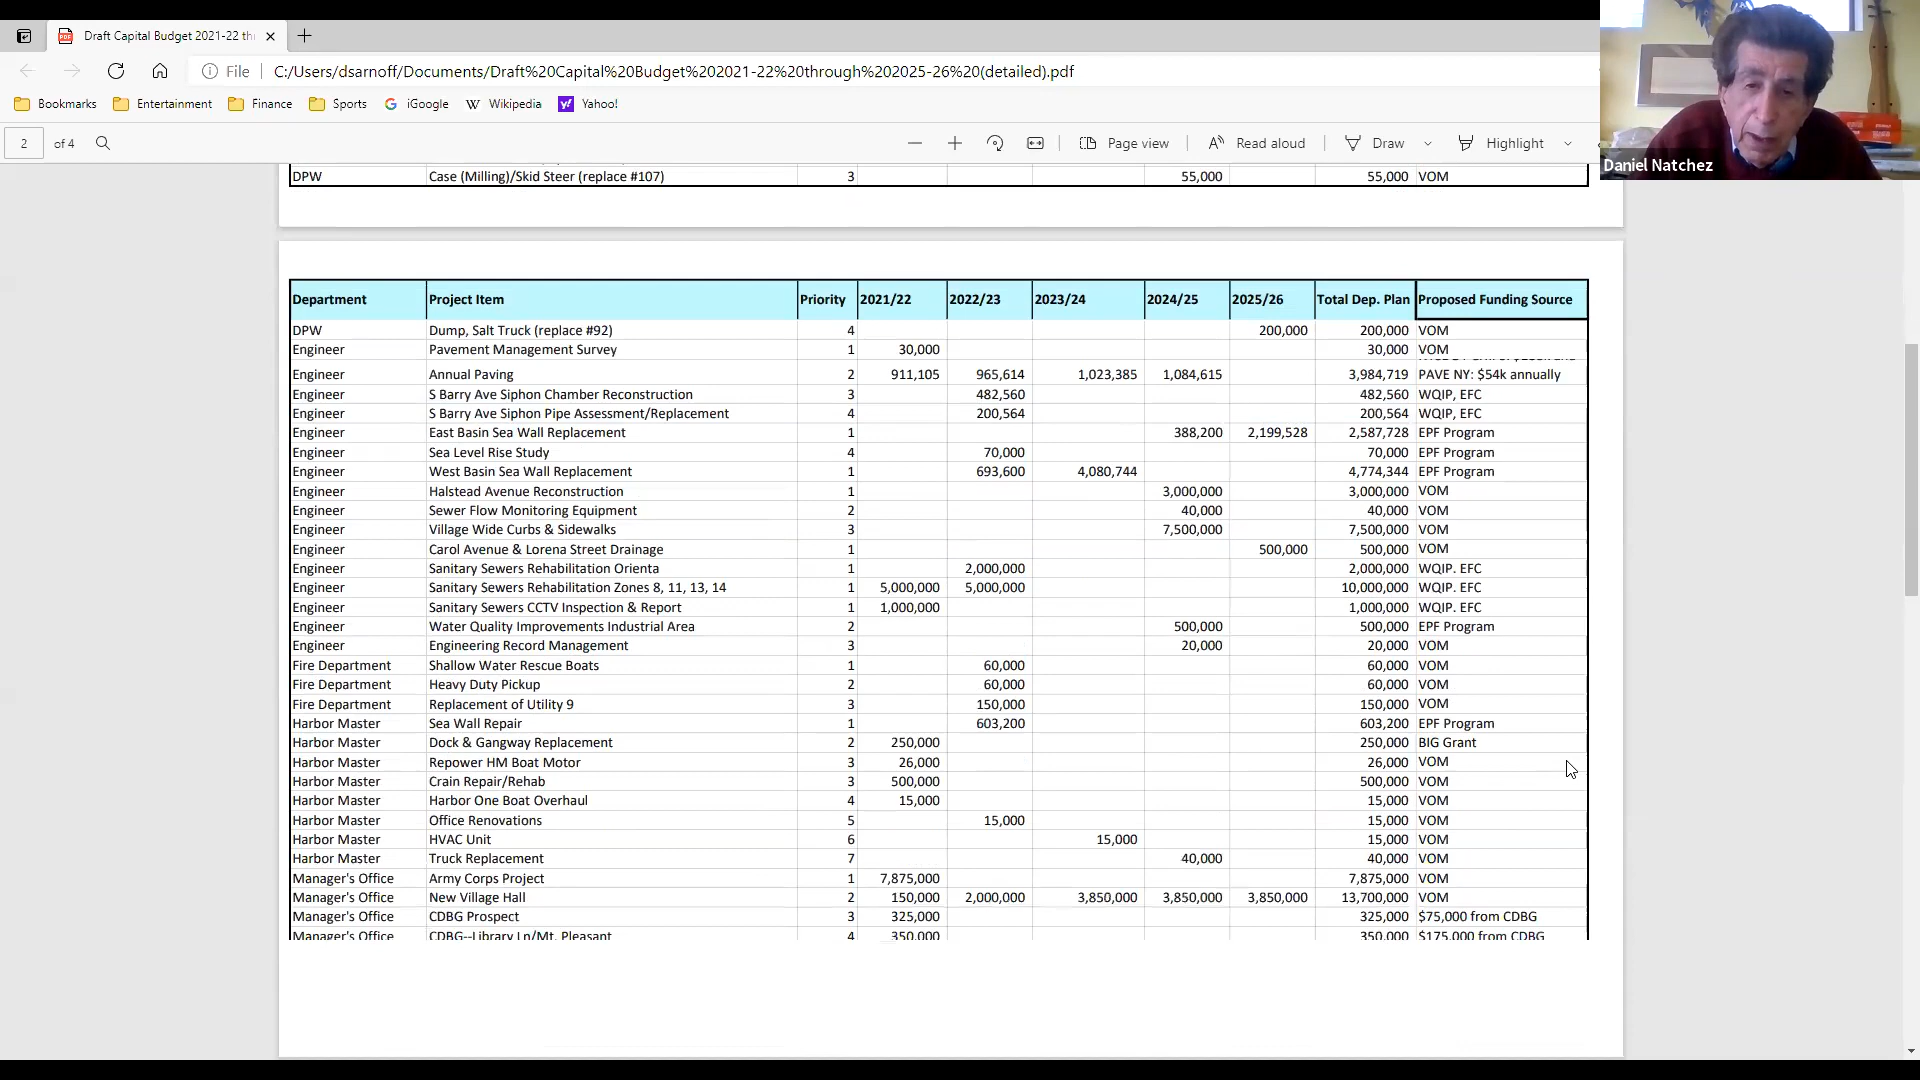 Draft Capital Budget 2021-22 th
File
C:/Users/dsarnoff/Documents/Draft%20Capital%20Budget%202021-22%20through%202025-26%20(detailed).pdf
Bookmarks Entertainment Finance Sports iGoogle Wikipedia Yahoo!
2 of 4 Page view Read aloud Draw Highlight
Daniel Natchez
DPW Case (Milling)/Skid Steer (replace #107) 3 55,000 55,000 VOM
Department Project Item Priority 2021/22 2022/23 2023/24 2024/25 2025/26 Total Dep. Plan Proposed Funding Source
DPW Dump, Salt Truck (replace #92) 4 200,000 200,000 VOM
Engineer Pavement Management Survey 1 30,000 30,000 VOM
Engineer Annual Paving 2 911,105 965,614 1,023,385 1,084,615 3,984,719 PAVE NY: $54k annually
Engineer S Barry Ave Siphon Chamber Reconstruction 3 482,560 482,560 WQIP, EFC
Engineer S Barry Ave Siphon Pipe Assessment/Replacement 4 200,564 200,564 WQIP, EFC
Engineer East Basin Sea Wall Replacement 1 388,200 2,199,528 2,587,728 EPF Program
Engineer Sea Level Rise Study 4 70,000 70,000 EPF Program
Engineer West Basin Sea Wall Replacement 1 693,600 4,080,744 4,774,344 EPF Program
Engineer Halstead Avenue Reconstruction 1 3,000,000 3,000,000 VOM
Engineer Sewer Flow Monitoring Equipment 2 40,000 40,000 VOM
Engineer Village Wide Curbs & Sidewalks 3 7,500,000 7,500,000 VOM
Engineer Carol Avenue & Lorena Street Drainage 1 500,000 500,000 VOM
Engineer Sanitary Sewers Rehabilitation Orienta 1 2,000,000 2,000,000 WQIP. EFC
Engineer Sanitary Sewers Rehabilitation Zones 8, 11, 13, 14 1 5,000,000 5,000,000 10,000,000 WQIP. EFC
Engineer Sanitary Sewers CCTV Inspection & Report 1 1,000,000 1,000,000 WQIP. EFC
Engineer Water Quality Improvements Industrial Area 2 500,000 500,000 EPF Program
Engineer Engineering Record Management 3 20,000 20,000 VOM
Fire Department Shallow Water Rescue Boats 1 60,000 60,000 VOM
Fire Department Heavy Duty Pickup 2 60,000 60,000 VOM
Fire Department Replacement of Utility 9 3 150,000 150,000 VOM
Harbor Master Sea Wall Repair 1 603,200 603,200 EPF Program
Harbor Master Dock & Gangway Replacement 2 250,000 250,000 BIG Grant
Harbor Master Repower HM Boat Motor 3 26,000 26,000 VOM
Harbor Master Crain Repair/Rehab 3 500,000 500,000 VOM
Harbor Master Harbor One Boat Overhaul 4 15,000 15,000 VOM
Harbor Master Office Renovations 5 15,000 15,000 VOM
Harbor Master HVAC Unit 6 15,000 15,000 VOM
Harbor Master Truck Replacement 7 40,000 40,000 VOM
Manager's Office Army Corps Project 1 7,875,000 7,875,000 VOM
Manager's Office New Village Hall 2 150,000 2,000,000 3,850,000 3,850,000 3,850,000 13,700,000 VOM
Manager's Office CDBG Prospect 3 325,000 325,000 $75,000 from CDBG
Manager's Office CDBG--Library Ln/Mt. Pleasant 4 350,000 350,000 $175,000 from CDBG